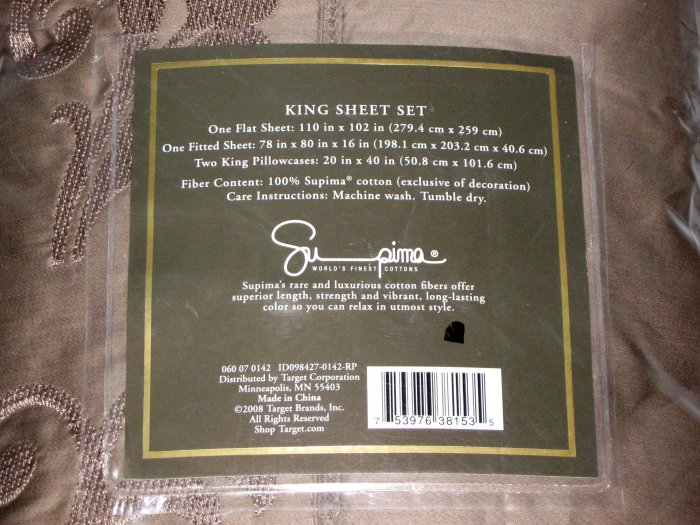 KING SHEET SET
One Flat Sheet: 110 in x 102 in (279.4 cm x 259 cm)
One Fitted Sheet: 78 in x 80 in x 16 in (198.1 cm x 203.2 cm x 40.6 cm)
Two King Pillowcases: 20 in x 40 in (50.8 cm x 101.6 cm)
Fiber Content: 100% Supima® cotton (exclusive of decoration)
Care Instructions: Machine wash. Tumble dry.
Supima®
WORLD'S FINEST COTTONS
Supima's rare and luxurious cotton fibers offer
superior length, strength and vibrant, long-lasting
color so you can relax in utmost style.
060 07 0142 ID098427-0142-RP
Distributed by Target Corporation
Minneapolis, MN 55403
Made in China
©2008 Target Brands, Inc.
All Rights Reserved
Shop Target.com
7 53976 38153 5